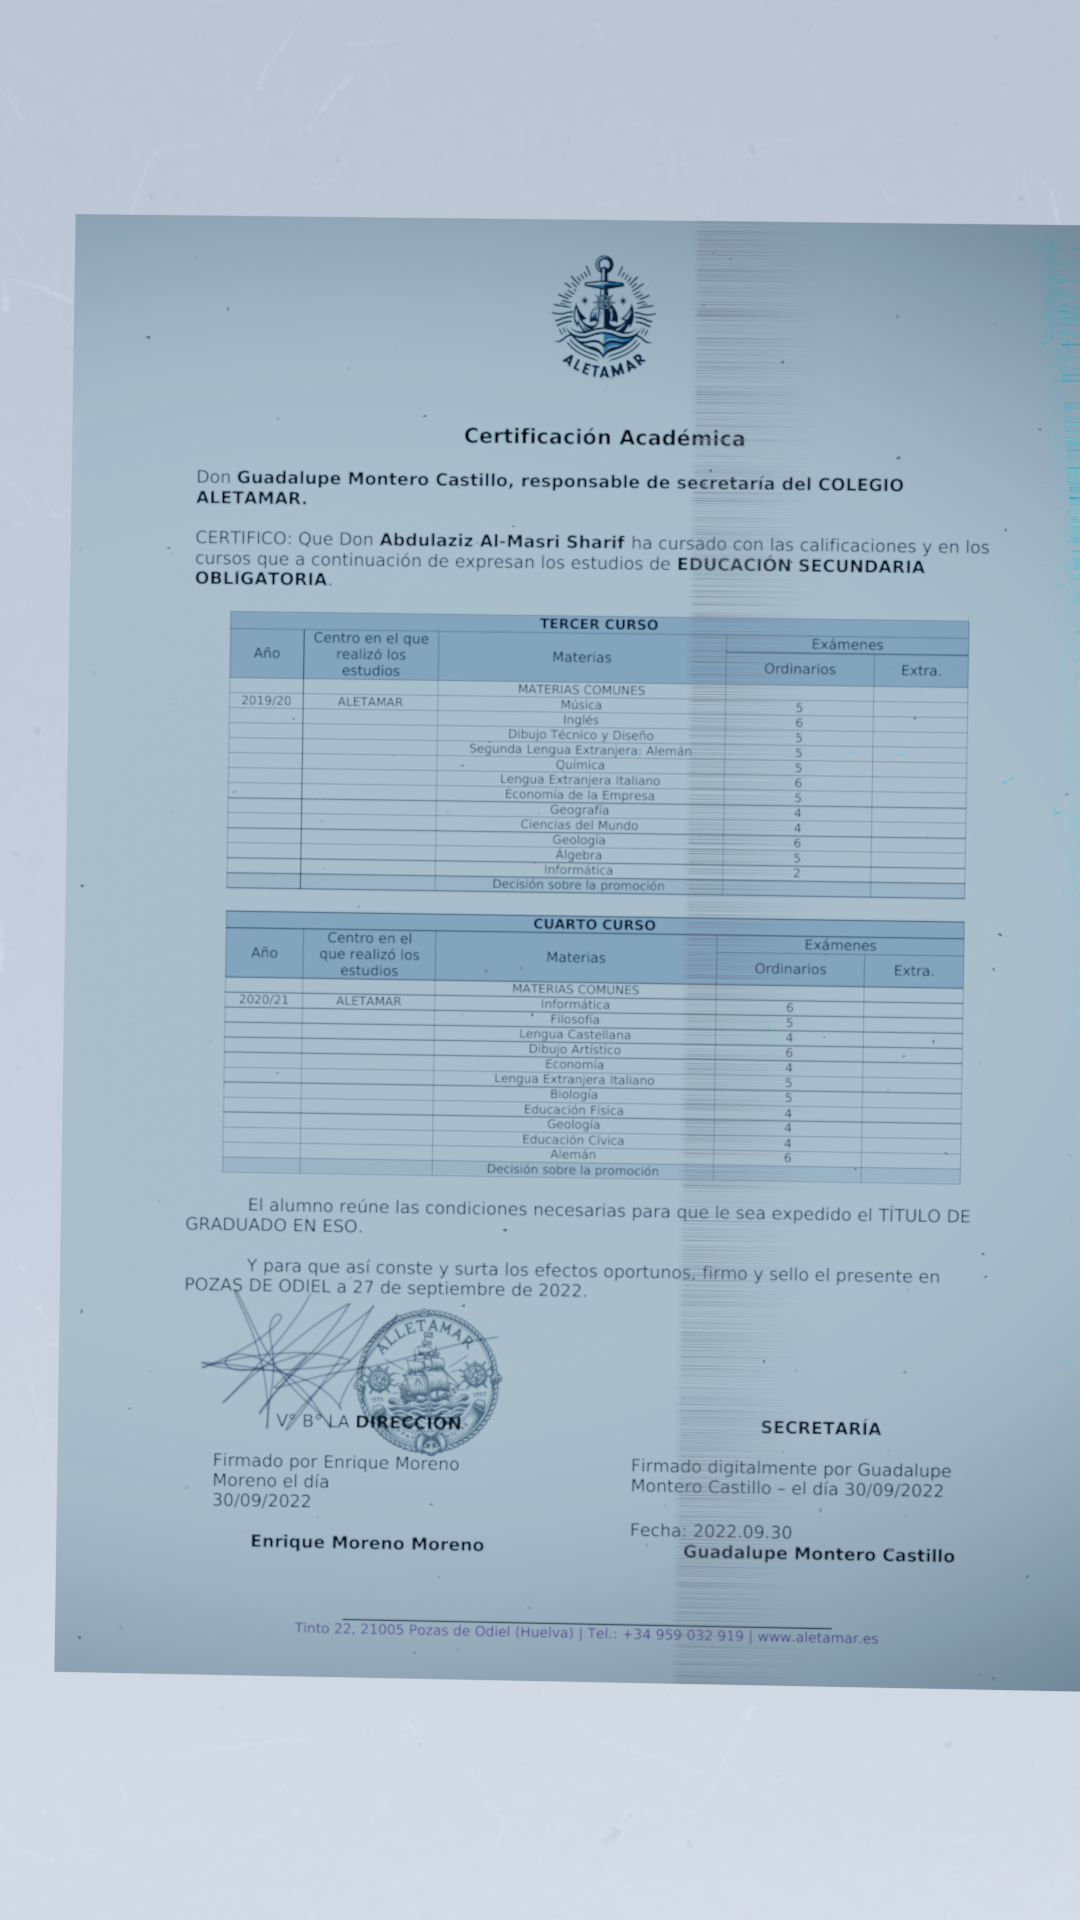 ALETAMAR
Certificación Académica
Don Guadalupe Montero Castillo, responsable de secretaría del COLEGIO
ALETAMAR.
CERTIFICO: Que Don Abdulaziz Al-Masri Sharif ha cursado con las calificaciones y en los
cursos que a continuación de expresan los estudios de EDUCACIÓN SECUNDARIA
OBLIGATORIA.
TERCER CURSO
Año Centro en el que realizó los estudios Materias Exámenes
Ordinarios Extra.
MATERIAS COMUNES
2019/20 ALETAMAR Música 5
Inglés 6
Dibujo Técnico y Diseño 5
Segunda Lengua Extranjera: Alemán 5
Química 5
Lengua Extranjera Italiano 6
Economía de la Empresa 5
Geografía 4
Ciencias del Mundo 4
Geología 6
Álgebra 5
Informática 2
Decisión sobre la promoción
CUARTO CURSO
Año Centro en el que realizó los estudios Materias Exámenes
Ordinarios Extra.
MATERIAS COMUNES
2020/21 ALETAMAR Informática 6
Filosofía 5
Lengua Castellana 4
Dibujo Artístico 6
Economía 4
Lengua Extranjera Italiano 5
Biología 5
Educación Física 4
Geología 4
Educación Cívica 4
Alemán 6
Decisión sobre la promoción
El alumno reúne las condiciones necesarias para que le sea expedido el TÍTULO DE
GRADUADO EN ESO.
Y para que así conste y surta los efectos oportunos, firmo y sello el presente en
POZAS DE ODIEL a 27 de septiembre de 2022.
ALLETAMAR
Vº Bº LA DIRECCIÓN
SECRETARÍA
Firmado por Enrique Moreno
Moreno el día
30/09/2022
Firmado digitalmente por Guadalupe
Montero Castillo – el día 30/09/2022
Fecha: 2022.09.30
Enrique Moreno Moreno
Guadalupe Montero Castillo
Tinto 22, 21005 Pozas de Odiel (Huelva) | Tel.: +34 959 032 919 | www.aletamar.es